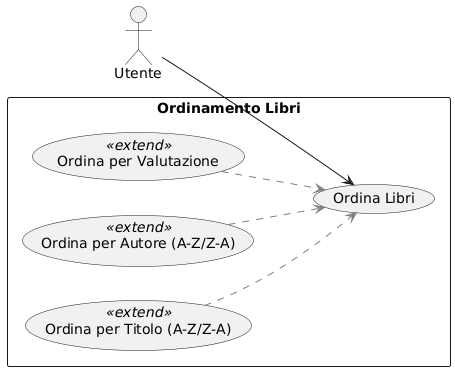 Utente
Ordinamento Libri
«extend»
Ordina per Valutazione
Ordina Libri
«extend»
Ordina per Autore (A-Z/Z-A)
«extend»
Ordina per Titolo (A-Z/Z-A)